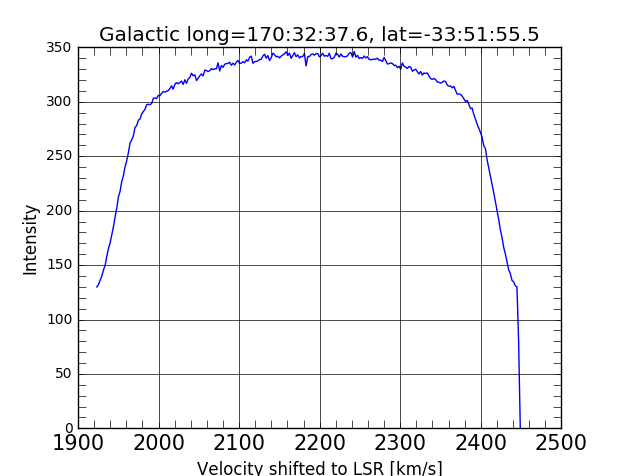 Galactic long=170:32:37.6, lat=-33:51:55.5
350
300
250
200
150
100
50
0
Intensity
1900 2000 2100 2200 2300 2400 2500
Velocity shifted to LSR [km/s]